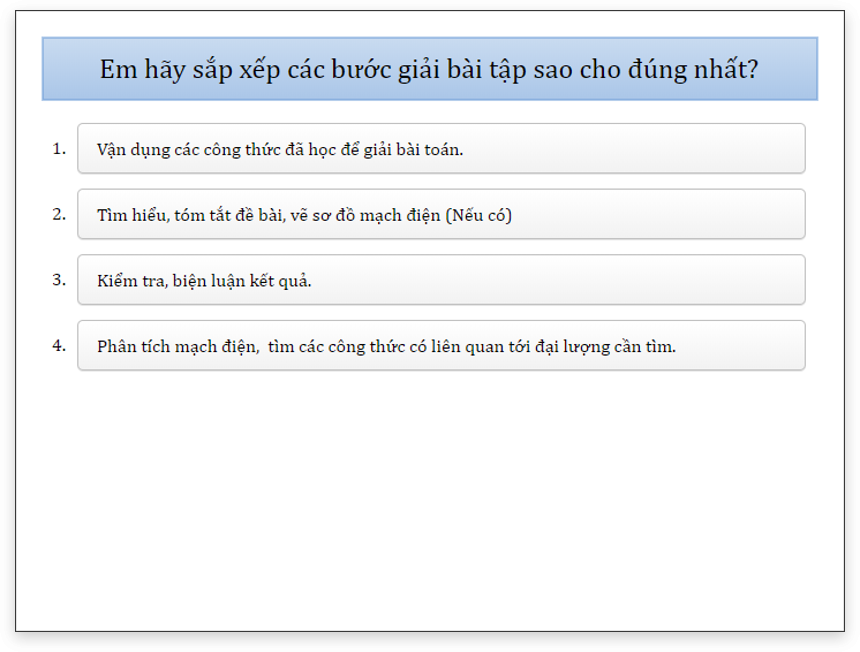 Em hãy sắp xếp các bước giải bài tập sao cho đúng nhất?
1. Vận dụng các công thức đã học để giải bài toán.
2. Tìm hiểu, tóm tắt đề bài, vẽ sơ đồ mạch điện (Nếu có)
3. Kiểm tra, biện luận kết quả.
4. Phân tích mạch điện,  tìm các công thức có liên quan tới đại lượng cần tìm.